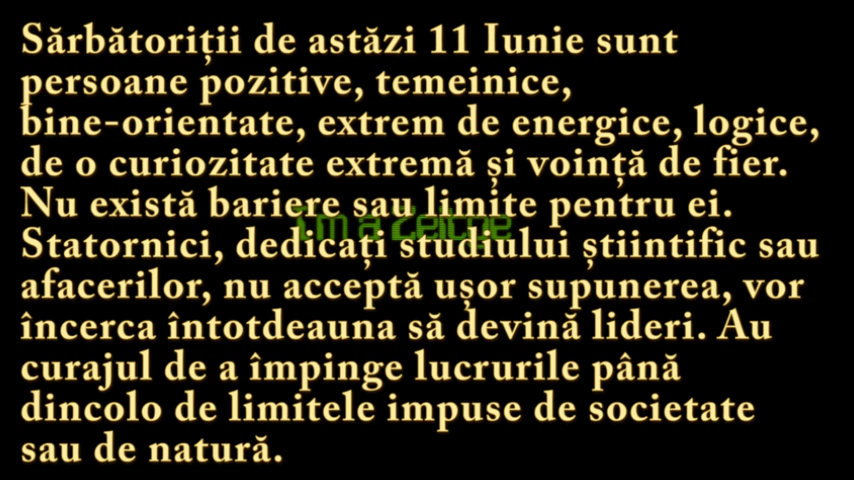 Sărbătoriții de astăzi 11 Iunie sunt
persoane pozitive, temeinice,
bine-orientate, extrem de energice, logice,
de o curiozitate extremă și voință de fier.
Nu există bariere sau limite pentru ei.
Statornici, dedicați studiului știintific sau
afacerilor, nu acceptă ușor supunerea, vor
încerca întotdeauna să devină lideri. Au
curajul de a împinge lucrurile până
dincolo de limitele impuse de societate
sau de natură.